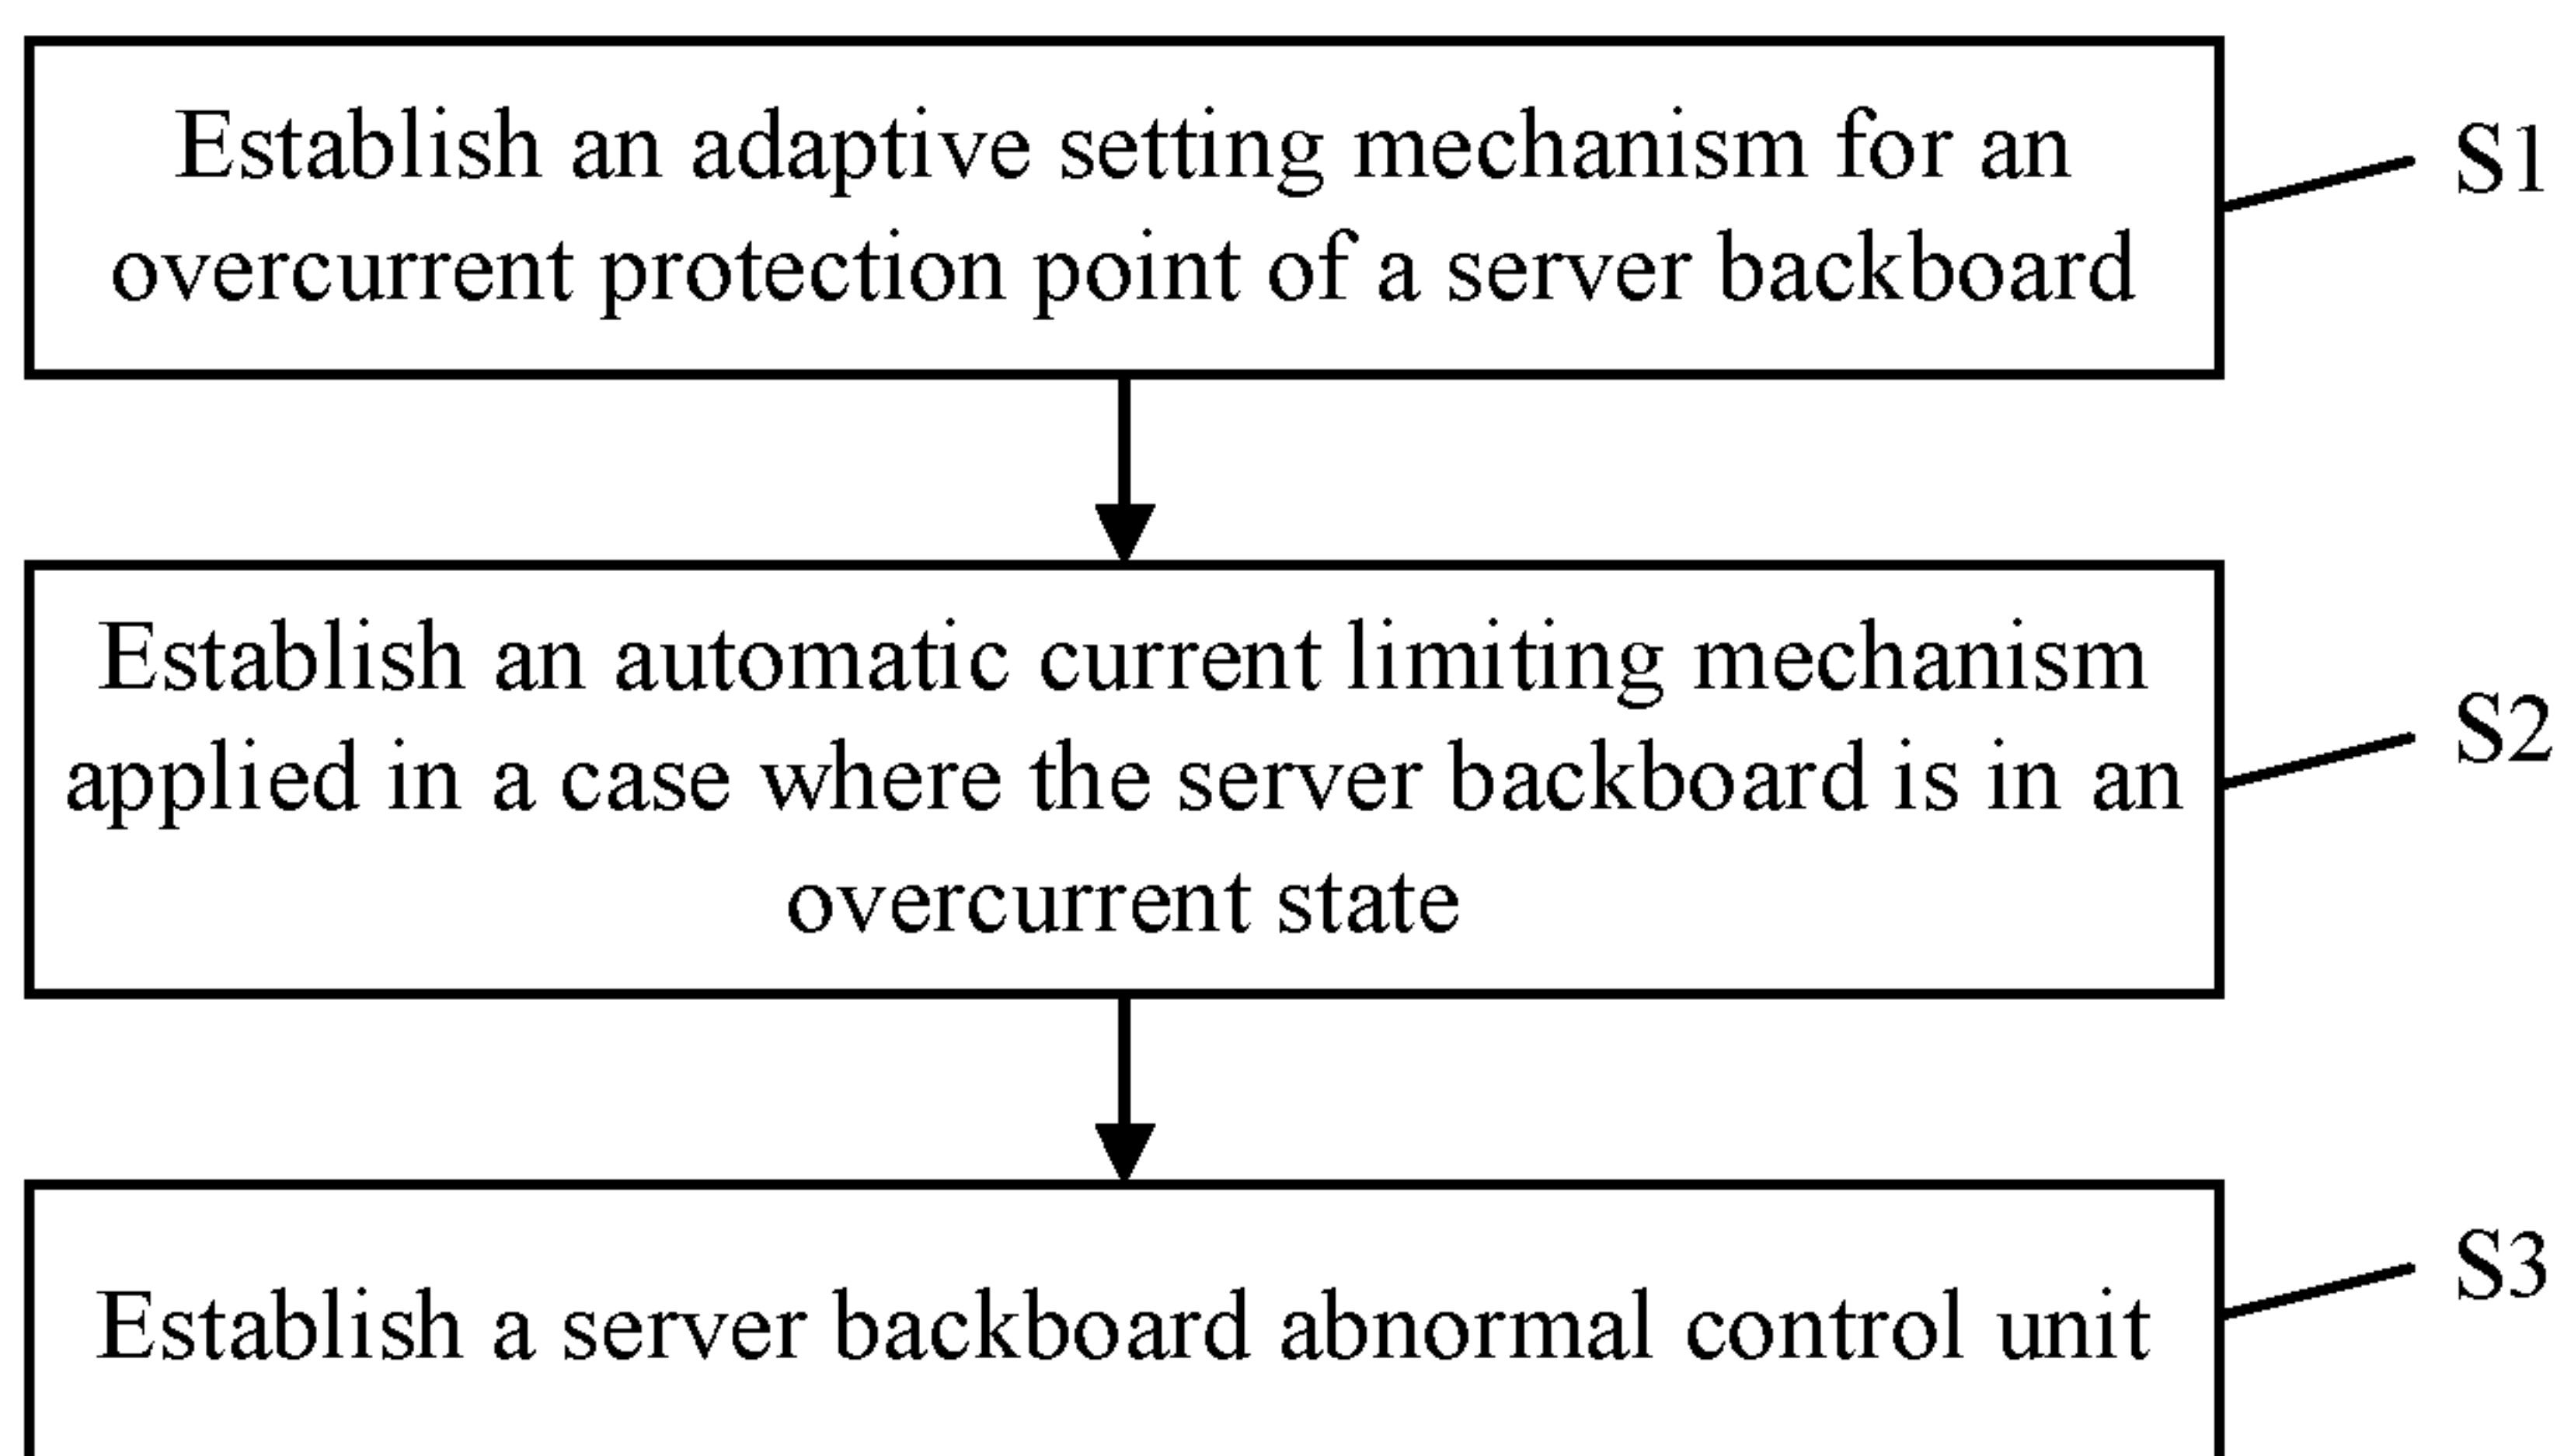 Establish an adaptive setting mechanism for an
overcurrent protection point of a server backboard
S1
Establish an automatic current limiting mechanism
applied in a case where the server backboard is in an
overcurrent state
S2
Establish a server backboard abnormal control unit
S3